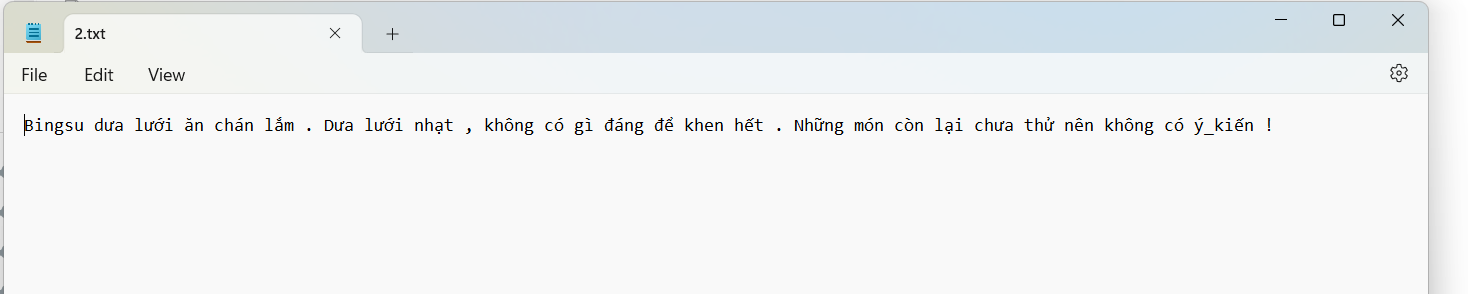 2.txt
File Edit View
Bingsu dưa lưới ăn chán lắm . Dưa lưới nhạt , không có gì đáng để khen hết . Những món còn lại chưa thử nên không có ý_kiến !